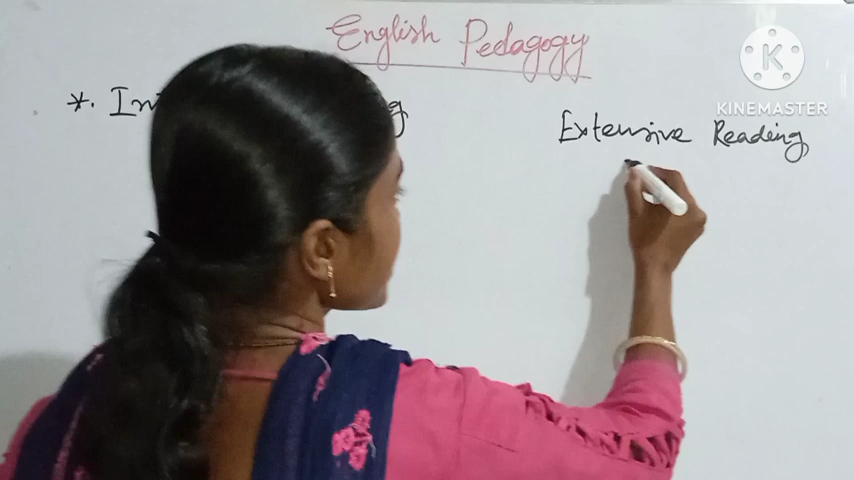 English Pedagogy
*. In
Extensive Reading
K
KINEMASTER